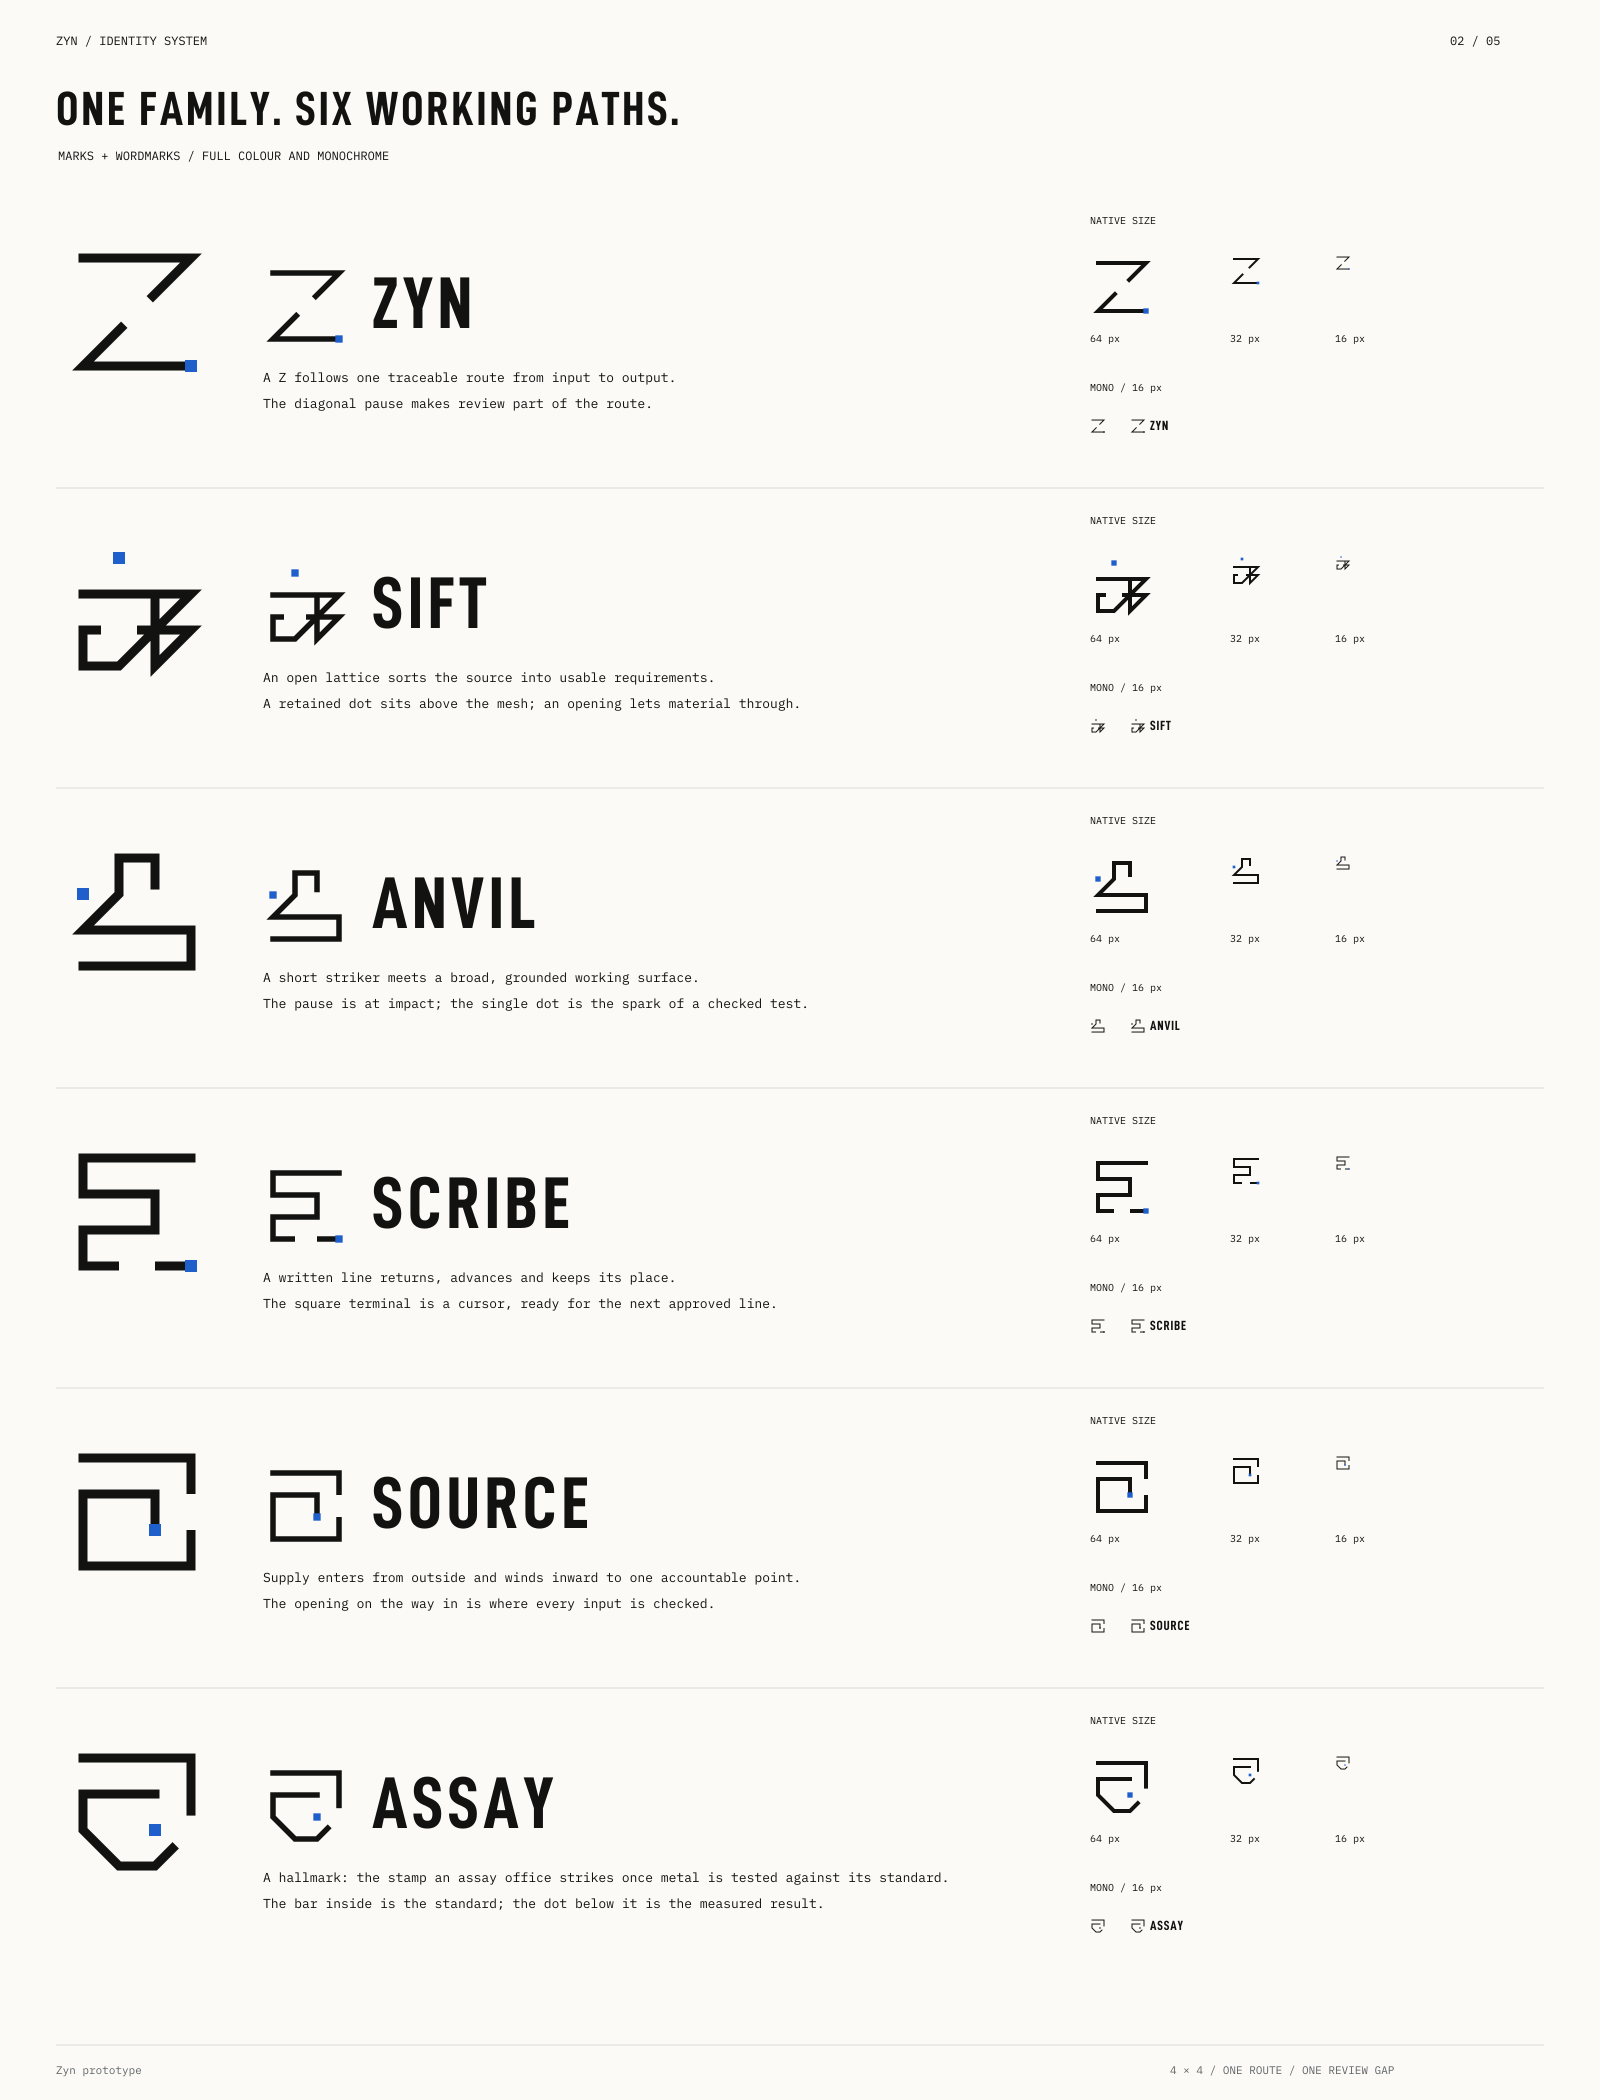 ZYN / IDENTITY SYSTEM
02 / 05
ONE FAMILY. SIX WORKING PATHS.
MARKS + WORDMARKS / FULL COLOUR AND MONOCHROME
NATIVE SIZE
ZYN
64 px
32 px
16 px
A Z follows one traceable route from input to output.
The diagonal pause makes review part of the route.
MONO / 16 px
ZYN
NATIVE SIZE
SIFT
64 px
32 px
16 px
An open lattice sorts the source into usable requirements.
A retained dot sits above the mesh; an opening lets material through.
MONO / 16 px
SIFT
NATIVE SIZE
ANVIL
64 px
32 px
16 px
A short striker meets a broad, grounded working surface.
The pause is at impact; the single dot is the spark of a checked test.
MONO / 16 px
ANVIL
NATIVE SIZE
SCRIBE
64 px
32 px
16 px
A written line returns, advances and keeps its place.
The square terminal is a cursor, ready for the next approved line.
MONO / 16 px
SCRIBE
NATIVE SIZE
SOURCE
64 px
32 px
16 px
Supply enters from outside and winds inward to one accountable point.
The opening on the way in is where every input is checked.
MONO / 16 px
SOURCE
NATIVE SIZE
ASSAY
64 px
32 px
16 px
A hallmark: the stamp an assay office strikes once metal is tested against its standard.
The bar inside is the standard; the dot below it is the measured result.
MONO / 16 px
ASSAY
Zyn prototype
4 × 4 / ONE ROUTE / ONE REVIEW GAP